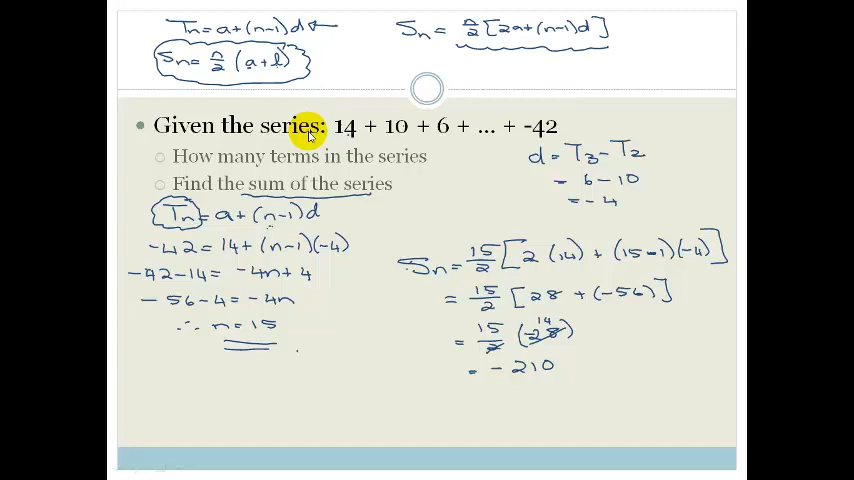 Tn = a+(n-1)d
Sn = n/2 [2a+(n-1)d]
Sn = n/2 (a+l)
Given the series: 14 + 10 + 6 + ... + -42
How many terms in the series
Find the sum of the series
d = T3 - T2
= 6 - 10
= -4
Tn = a+(n-1)d
-42 = 14+(n-1)(-4)
-42-14 = -4n+4
-56-4 = -4n
∴ n = 15
Sn = 15/2 [2(14) + (15-1)(-4)]
= 15/2 [28 + (-56)]
= 15/2 (-28) 14
= -210